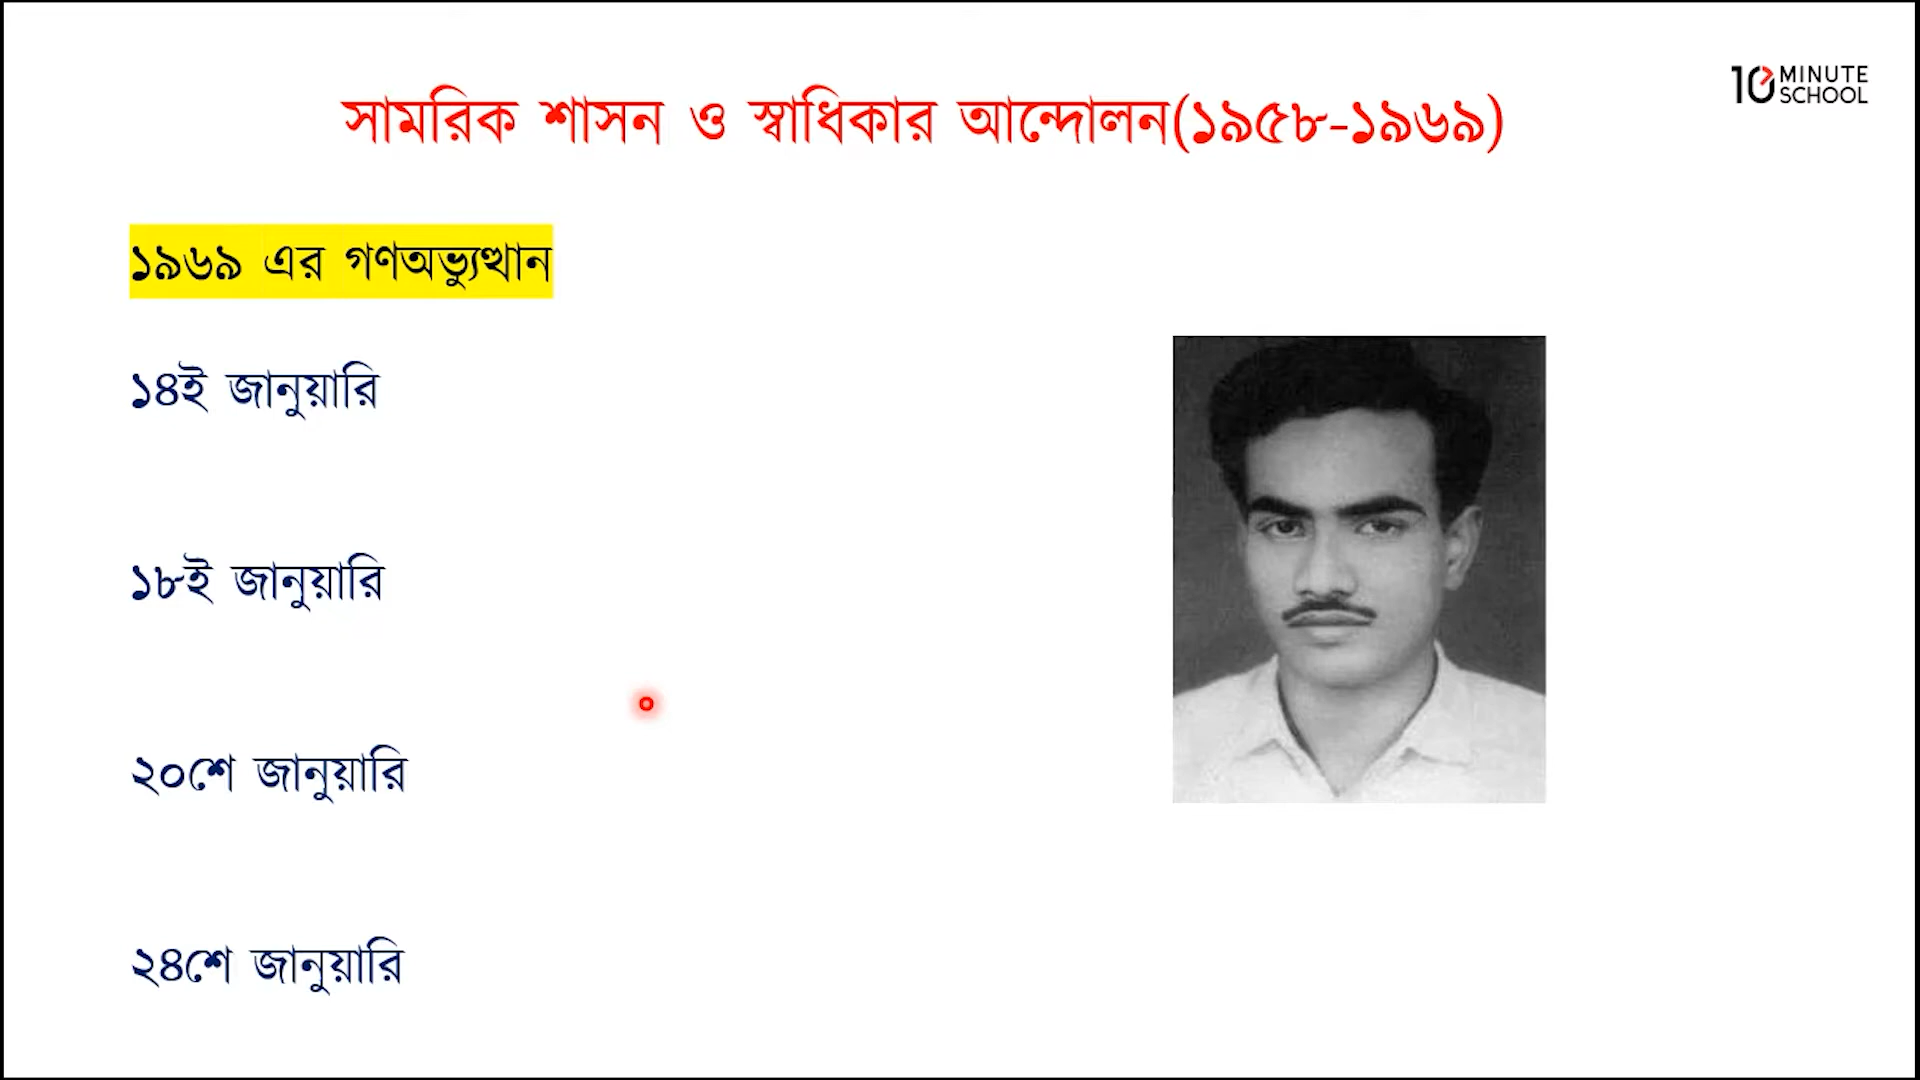 10 MINUTE
SCHOOL
সামরিক শাসন ও স্বাধিকার আন্দোলন(১৯৫৮-১৯৬৯)
১৯৬৯ এর গণঅভ্যুত্থান
১৪ই জানুয়ারি
১৮ই জানুয়ারি
২০শে জানুয়ারি
২৪শে জানুয়ারি